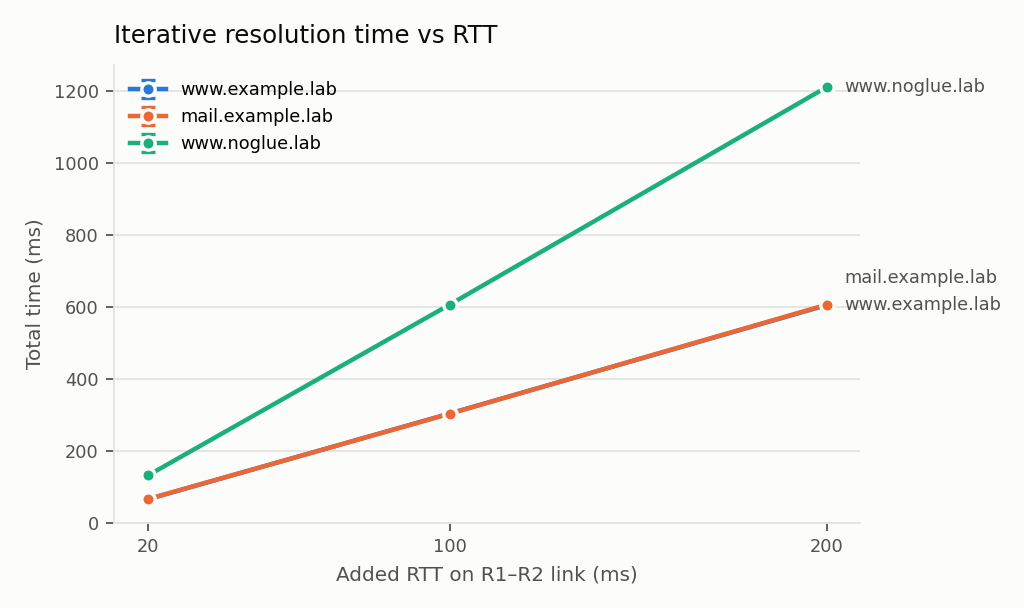 Iterative resolution time vs RTT
www.example.lab
mail.example.lab
www.noglue.lab
www.noglue.lab
mail.example.lab
www.example.lab
Total time (ms)
1200
1000
800
600
400
200
0
20
100
200
Added RTT on R1–R2 link (ms)